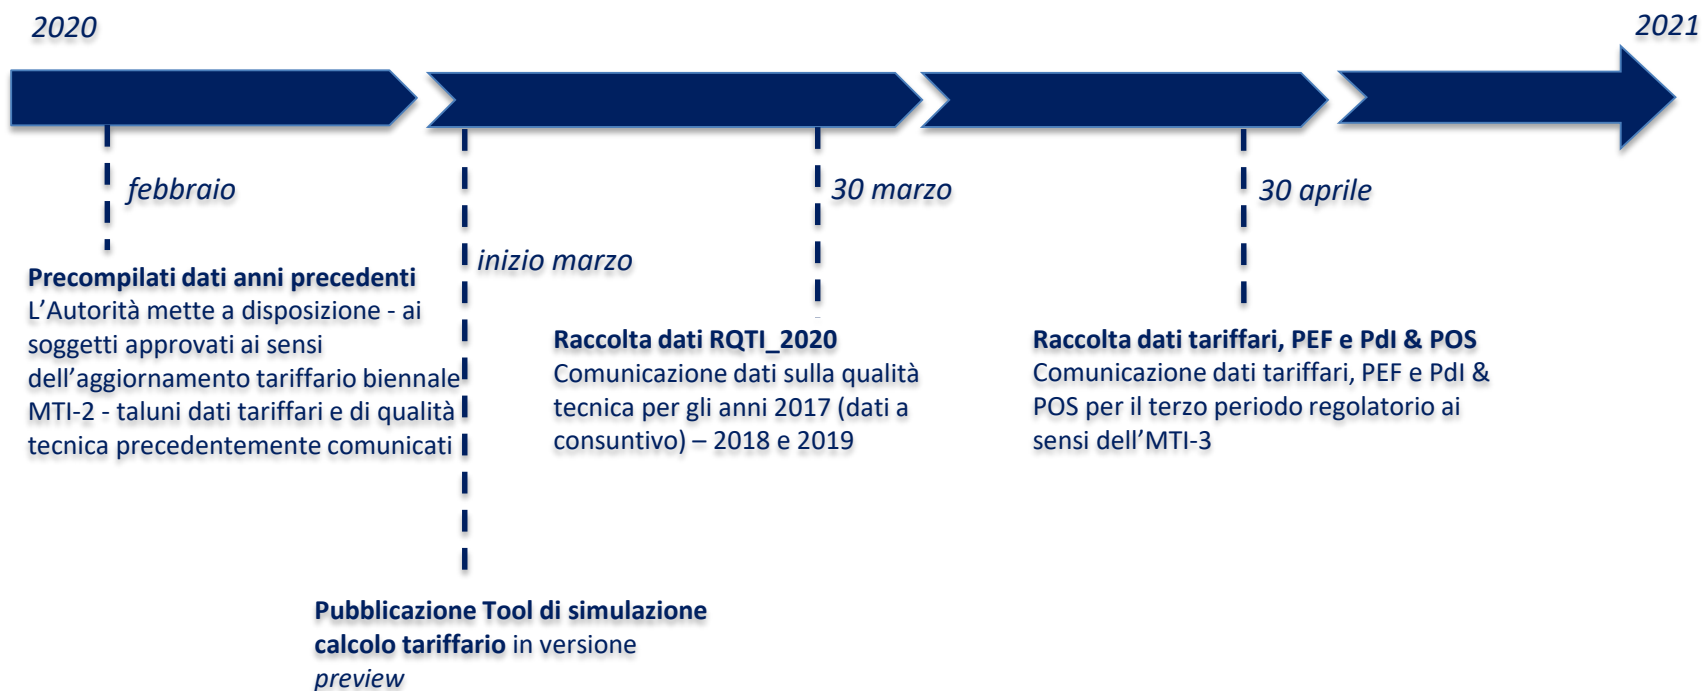 2020
2021
febbraio
Precompilati dati anni precedenti
L’Autorità mette a disposizione - ai
soggetti approvati ai sensi
dell’aggiornamento tariffario biennale
MTI-2 - taluni dati tariffari e di qualità
tecnica precedentemente comunicati
inizio marzo
Pubblicazione Tool di simulazione
calcolo tariffario in versione
preview
30 marzo
Raccolta dati RQTI_2020
Comunicazione dati sulla qualità
tecnica per gli anni 2017 (dati a
consuntivo) – 2018 e 2019
30 aprile
Raccolta dati tariffari, PEF e PdI & POS
Comunicazione dati tariffari, PEF e PdI &
POS per il terzo periodo regolatorio ai
sensi dell’MTI-3